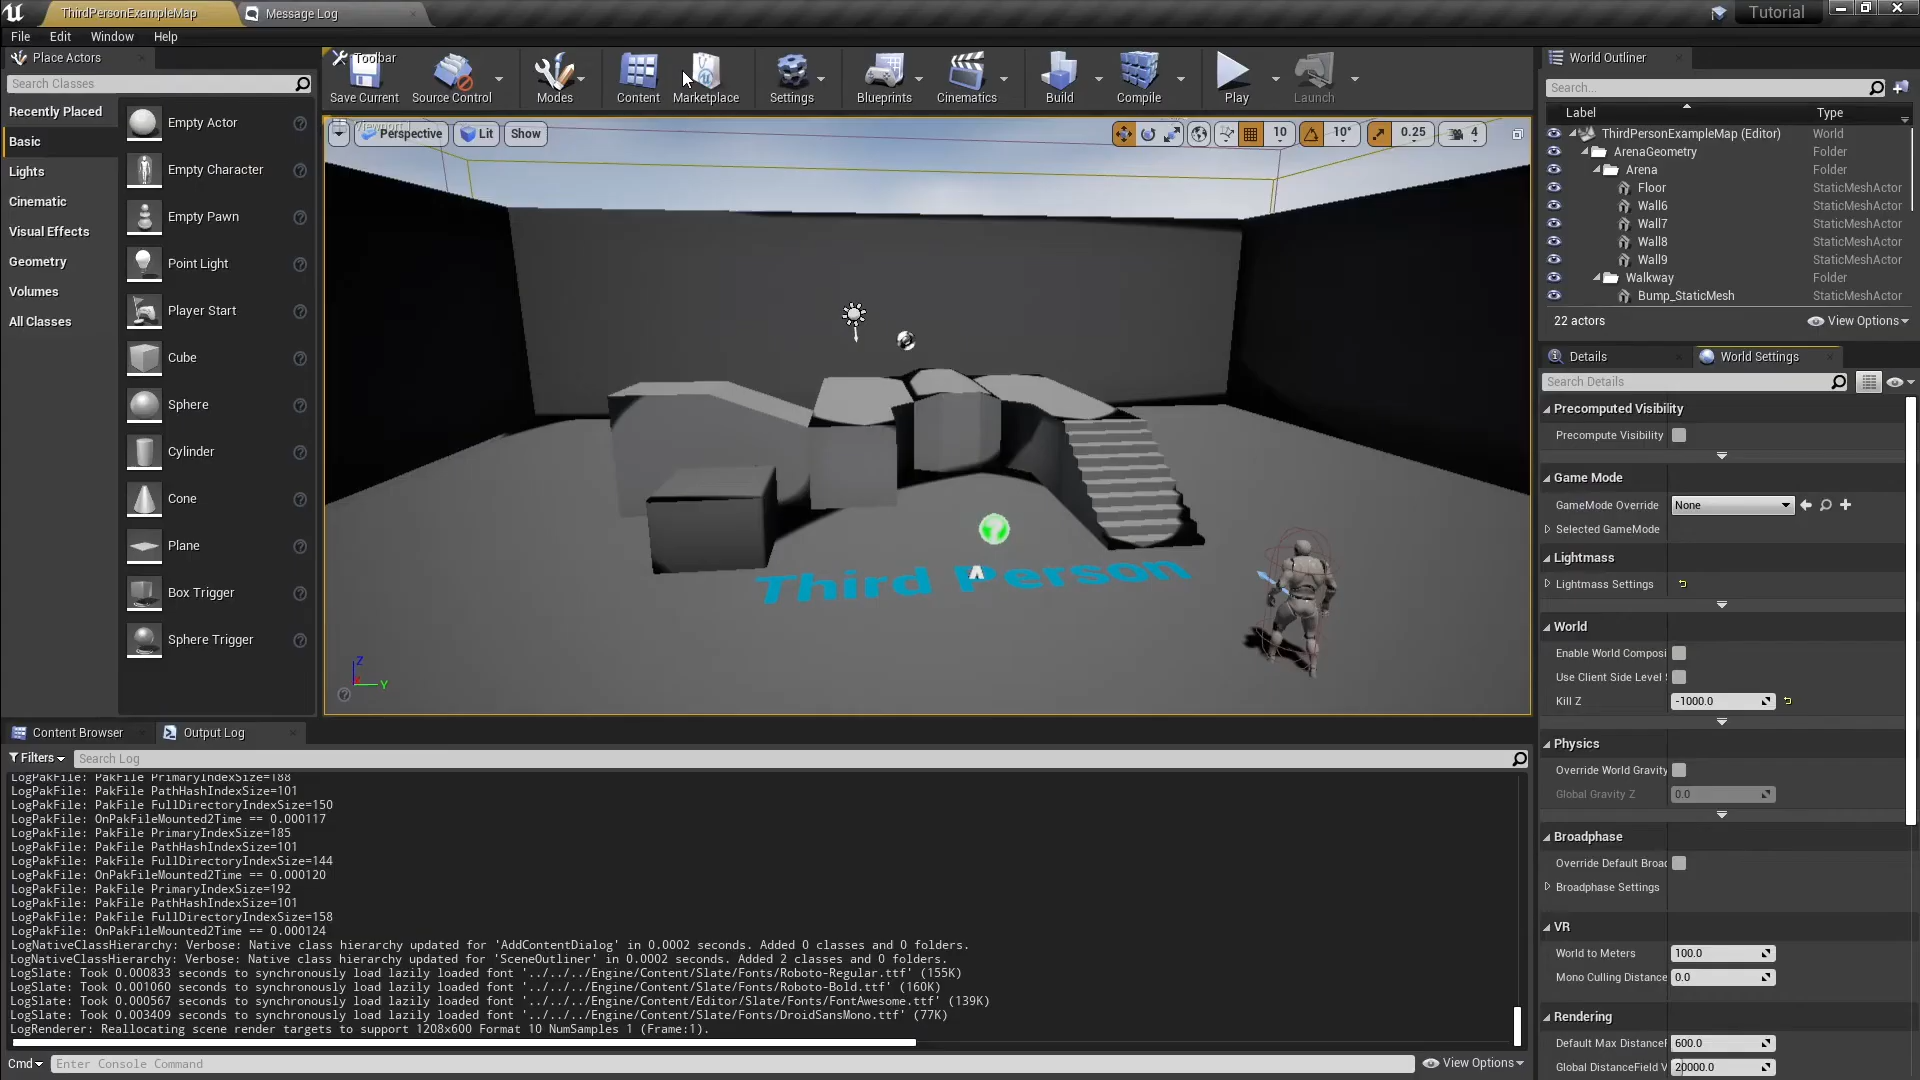 ThirdPersonExampleMap
Message Log
Tutorial
File Edit Window Help
Place Actors
Search Classes
Recently Placed
Basic
Lights
Cinematic
Visual Effects
Geometry
Volumes
All Classes
Empty Actor
Empty Character
Empty Pawn
Point Light
Player Start
Cube
Sphere
Cylinder
Cone
Plane
Box Trigger
Sphere Trigger
Toolbar
Save Current
Source Control
Modes
Content
Marketplace
Settings
Blueprints
Cinematics
Build
Compile
Play
Launch
Viewport 1
Perspective Lit Show
10 10° 0.25 4
Third Person
Z
Y
World Outliner
Search...
Label Type
ThirdPersonExampleMap (Editor) World
ArenaGeometry Folder
Arena Folder
Floor StaticMeshActor
Wall6 StaticMeshActor
Wall7 StaticMeshActor
Wall8 StaticMeshActor
Wall9 StaticMeshActor
Walkway Folder
Bump_StaticMesh StaticMeshActor
22 actors View Options
Details World Settings
Search Details
Precomputed Visibility
Precompute Visibility
Game Mode
GameMode Override None
Selected GameMode
Lightmass
Lightmass Settings
World
Enable World Composi
Use Client Side Level
Kill Z -1000.0
Physics
Override World Gravity
Global Gravity Z 0.0
Broadphase
Override Default Broad
Broadphase Settings
VR
World to Meters 100.0
Mono Culling Distance 0.0
Rendering
Default Max DistanceF 600.0
Global DistanceField V 20000.0
Content Browser Output Log
Filters Search Log
LogPakFile: PakFile PrimaryIndexSize=188
LogPakFile: PakFile PathHashIndexSize=101
LogPakFile: PakFile FullDirectoryIndexSize=150
LogPakFile: OnPakFileMounted2Time == 0.000117
LogPakFile: PakFile PrimaryIndexSize=185
LogPakFile: PakFile PathHashIndexSize=101
LogPakFile: PakFile FullDirectoryIndexSize=144
LogPakFile: OnPakFileMounted2Time == 0.000120
LogPakFile: PakFile PrimaryIndexSize=192
LogPakFile: PakFile PathHashIndexSize=101
LogPakFile: PakFile FullDirectoryIndexSize=158
LogPakFile: OnPakFileMounted2Time == 0.000124
LogNativeClassHierarchy: Verbose: Native class hierarchy updated for 'AddContentDialog' in 0.0002 seconds. Added 0 classes and 0 folders.
LogNativeClassHierarchy: Verbose: Native class hierarchy updated for 'SceneOutliner' in 0.0002 seconds. Added 2 classes and 0 folders.
LogSlate: Took 0.000833 seconds to synchronously load lazily loaded font '../../../Engine/Content/Slate/Fonts/Roboto-Regular.ttf' (155K)
LogSlate: Took 0.001060 seconds to synchronously load lazily loaded font '../../../Engine/Content/Slate/Fonts/Roboto-Bold.ttf' (160K)
LogSlate: Took 0.000567 seconds to synchronously load lazily loaded font '../../../Engine/Content/Editor/Slate/Fonts/FontAwesome.ttf' (139K)
LogSlate: Took 0.003409 seconds to synchronously load lazily loaded font '../../../Engine/Content/Slate/Fonts/DroidSansMono.ttf' (77K)
LogRenderer: Reallocating scene render targets to support 1208x600 Format 10 NumSamples 1 (Frame:1).
Cmd Enter Console Command View Options